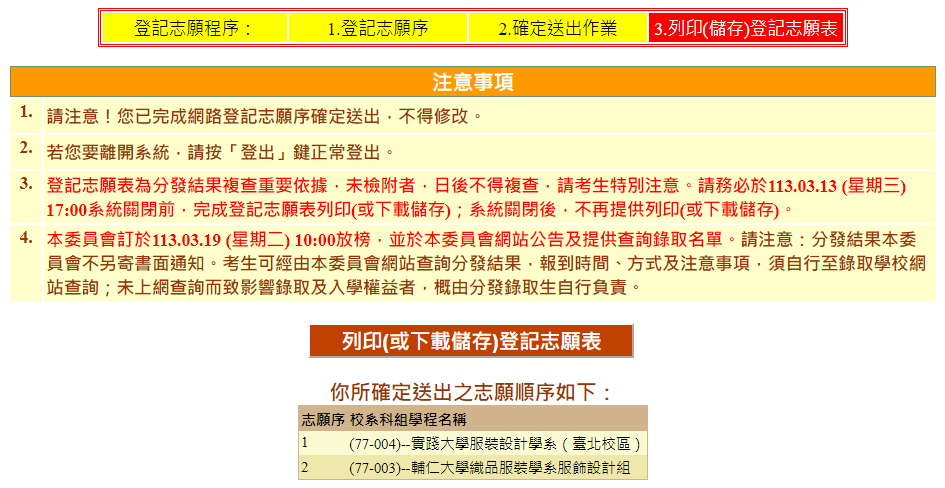 登記志願程序： 1.登記志願序 2.確定送出作業 3.列印(儲存)登記志願表
注意事項
1. 請注意！您已完成網路登記志願序確定送出，不得修改。
2. 若您要離開系統，請按「登出」鍵正常登出。
3. 登記志願表為分發結果複查重要依據，未檢附者，日後不得複查，請考生特別注意。請務必於113.03.13 (星期三)
17:00系統關閉前，完成登記志願表列印(或下載儲存)；系統關閉後，不再提供列印(或下載儲存)。
4. 本委員會訂於113.03.19 (星期二) 10:00放榜，並於本委員會網站公告及提供查詢錄取名單。請注意：分發結果本委
員會不另寄書面通知。考生可經由本委員會網站查詢分發結果，報到時間、方式及注意事項，須自行至錄取學校網
站查詢；未上網查詢而致影響錄取及入學權益者，概由分發錄取生自行負責。
列印(或下載儲存)登記志願表
你所確定送出之志願順序如下：
志願序 校系科組學程名稱
1 (77-004)--實踐大學服裝設計學系（臺北校區）
2 (77-003)--輔仁大學織品服裝學系服飾設計組